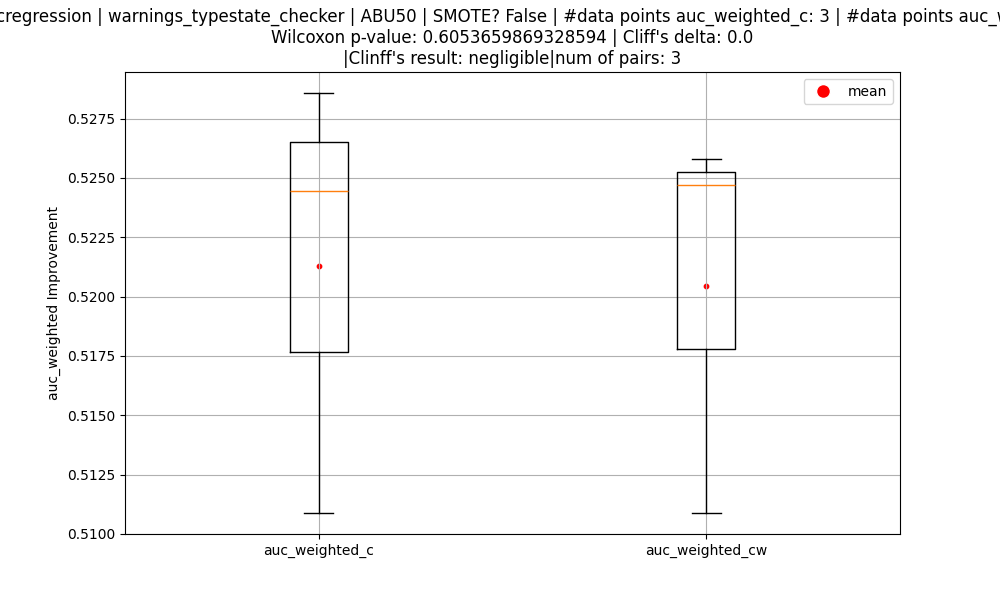 cregression | warnings_typestate_checker | ABU50 | SMOTE? False | #data points auc_weighted_c: 3 | #data points
Wilcoxon p-value: 0.6053659869328594 | Cliff's delta: 0.0
|Clinff's result: negligible|num of pairs: 3
mean
0.5275
0.5250
0.5225
0.5200
0.5175
0.5150
0.5125
0.5100
auc_weighted Improvement
auc_weighted_c
auc_weighted_cw